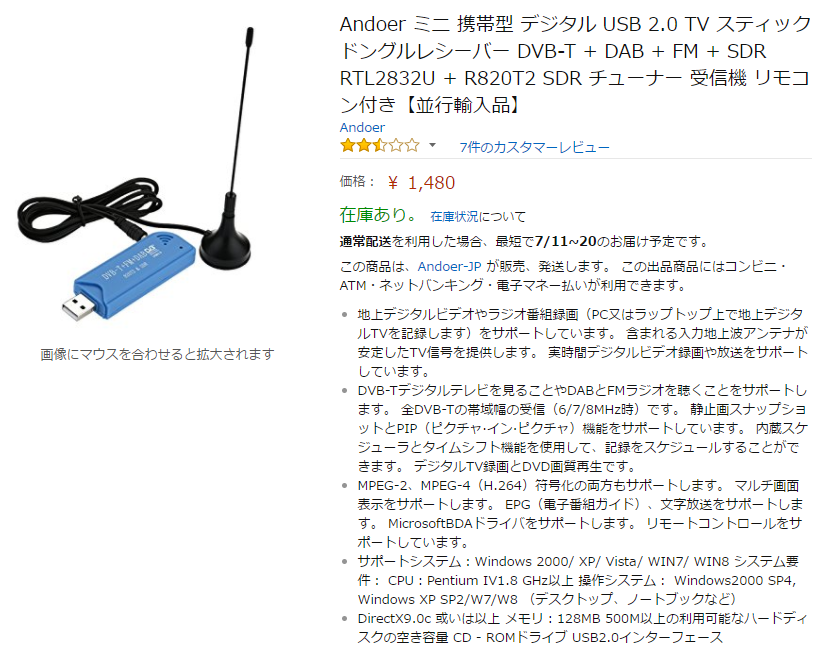 Andoer ミニ 携帯型 デジタル USB 2.0 TV スティック
ドングルレシーバー DVB-T + DAB + FM + SDR
RTL2832U + R820T2 SDR チューナー 受信機 リモコ
ン付き【並行輸入品】
Andoer
7件のカスタマーレビュー
価格： ￥ 1,480
在庫あり。 在庫状況について
通常配送を利用した場合、最短で7/11~20のお届け予定です。
この商品は、Andoer-JP が販売、発送します。 この出品商品にはコンビニ・
ATM・ネットバンキング・電子マネー払いが利用できます。
DVB-T+FM+DAB
画像にマウスを合わせると拡大されます
地上デジタルビデオやラジオ番組録画（PC又はラップトップ上で地上デジタ
ルTVを記録します）をサポートしています。 含まれる入力地上波アンテナが
安定したTV信号を提供します。 実時間デジタルビデオ録画や放送をサポート
しています。
DVB-Tデジタルテレビを見ることやDABとFMラジオを聴くことをサポートし
ます。 全DVB-Tの帯域幅の受信（6/7/8MHz時）です。 静止画スナップショ
ットとPIP（ピクチャ·イン·ピクチャ）機能をサポートしています。 内蔵スケ
ジューラとタイムシフト機能を使用して、記録をスケジュールすることがで
きます。 デジタルTV録画とDVD画質再生です。
MPEG-2、MPEG-4（H.264）符号化の両方もサポートします。 マルチ画面
表示をサポートします。 EPG（電子番組ガイド）、文字放送をサポートしま
す。 MicrosoftBDAドライバをサポートします。 リモートコントロールをサ
ポートしています。
サポートシステム：Windows 2000/ XP/ Vista/ WIN7/ WIN8 システム要
件： CPU：Pentium IV1.8 GHz以上 操作システム： Windows2000 SP4,
Windows XP SP2/W7/W8 （デスクトップ、ノートブックなど）
DirectX9.0c 或いは以上 メモリ：128MB 500M以上の利用可能なハードディ
スクの空き容量 CD - ROMドライブ USB2.0インターフェース